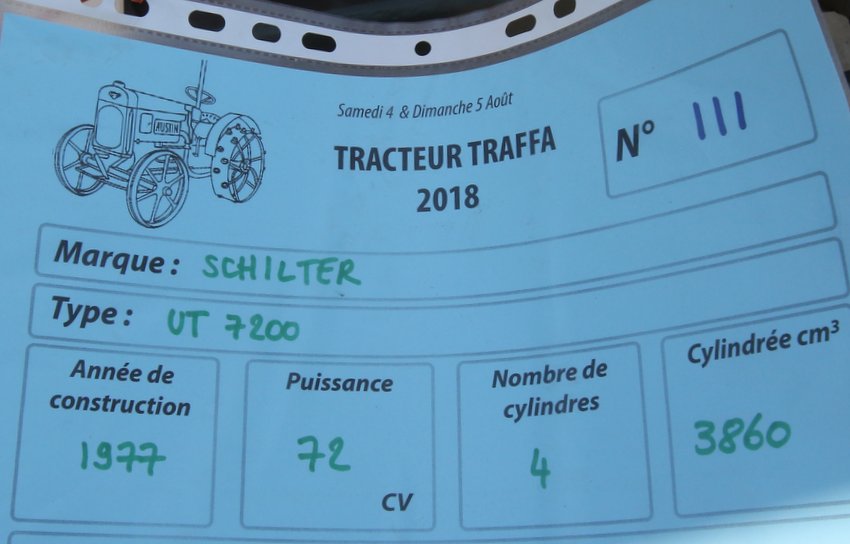 Samedi 4 & Dimanche 5 Août
TRACTEUR TRAFFA
2018
N° 111
AUSTIN
Marque : SCHILTER
Type : UT 7200
Année de
construction
1977
Puissance
72
CV
Nombre de
cylindres
4
Cylindrée cm³
3860